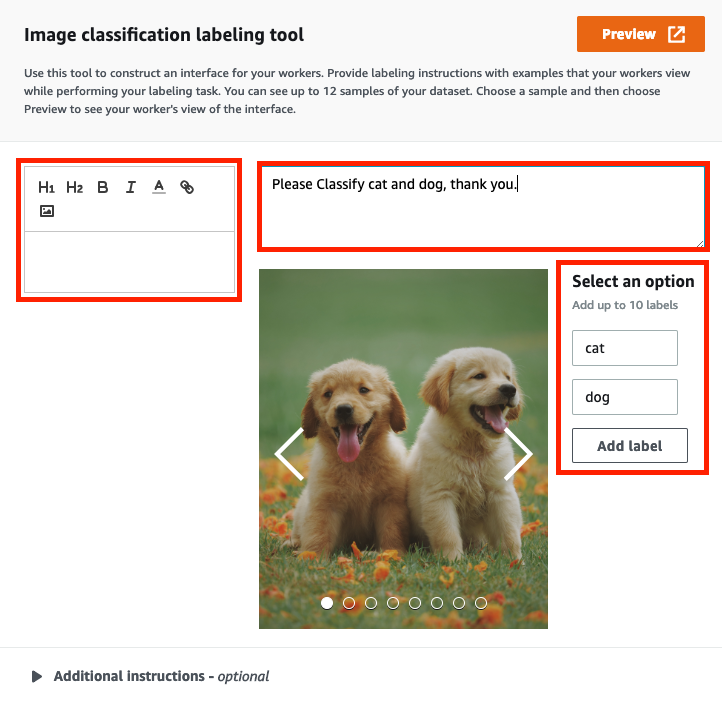 Image classification labeling tool
Preview
Use this tool to construct an interface for your workers. Provide labeling instructions with examples that your workers view
while performing your labeling task. You can see up to 12 samples of your dataset. Choose a sample and then choose
Preview to see your worker's view of the interface.
H1 H2 B I A
Please Classify cat and dog, thank you.
Select an option
Add up to 10 labels
cat
dog
Add label
Additional instructions - optional